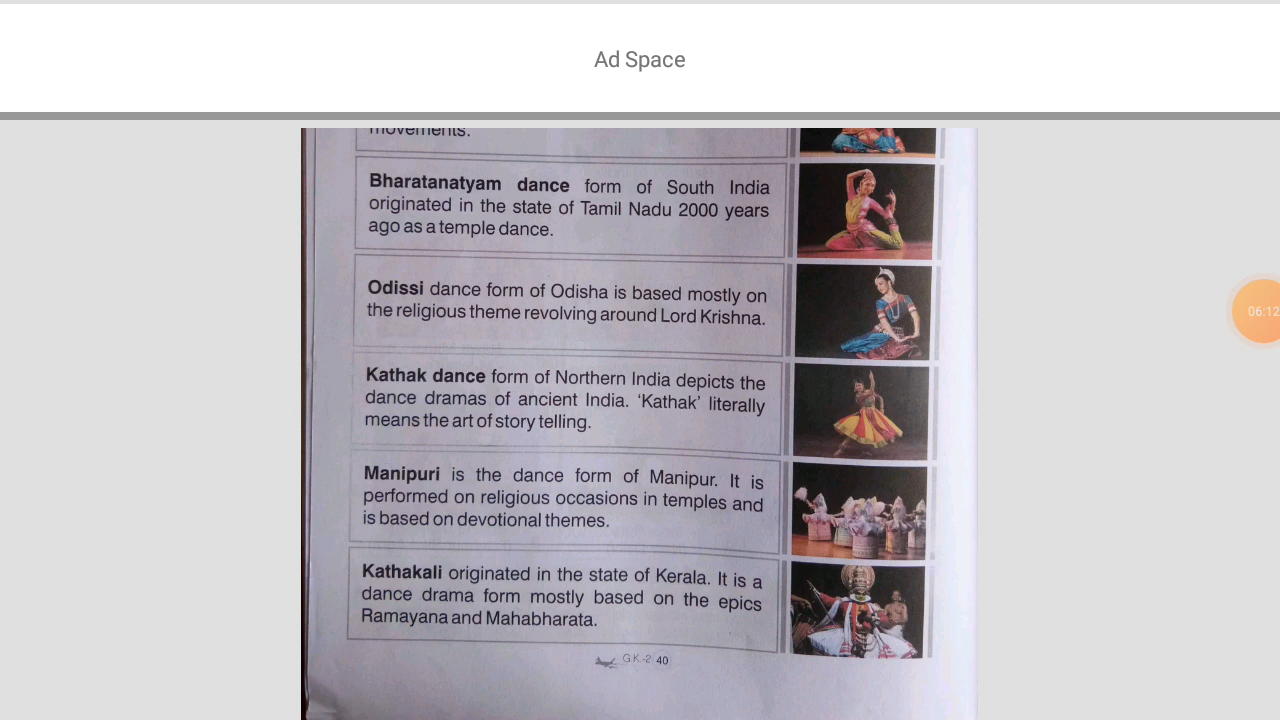 Ad Space
movements.
Bharatanatyam dance form of South India
originated in the state of Tamil Nadu 2000 years
ago as a temple dance.
Odissi dance form of Odisha is based mostly on
the religious theme revolving around Lord Krishna.
Kathak dance form of Northern India depicts the
dance dramas of ancient India. ‘Kathak’ literally
means the art of story telling.
Manipuri is the dance form of Manipur. It is
performed on religious occasions in temples and
is based on devotional themes.
Kathakali originated in the state of Kerala. It is a
dance drama form mostly based on the epics
Ramayana and Mahabharata.
G.K.-2 40
06:12